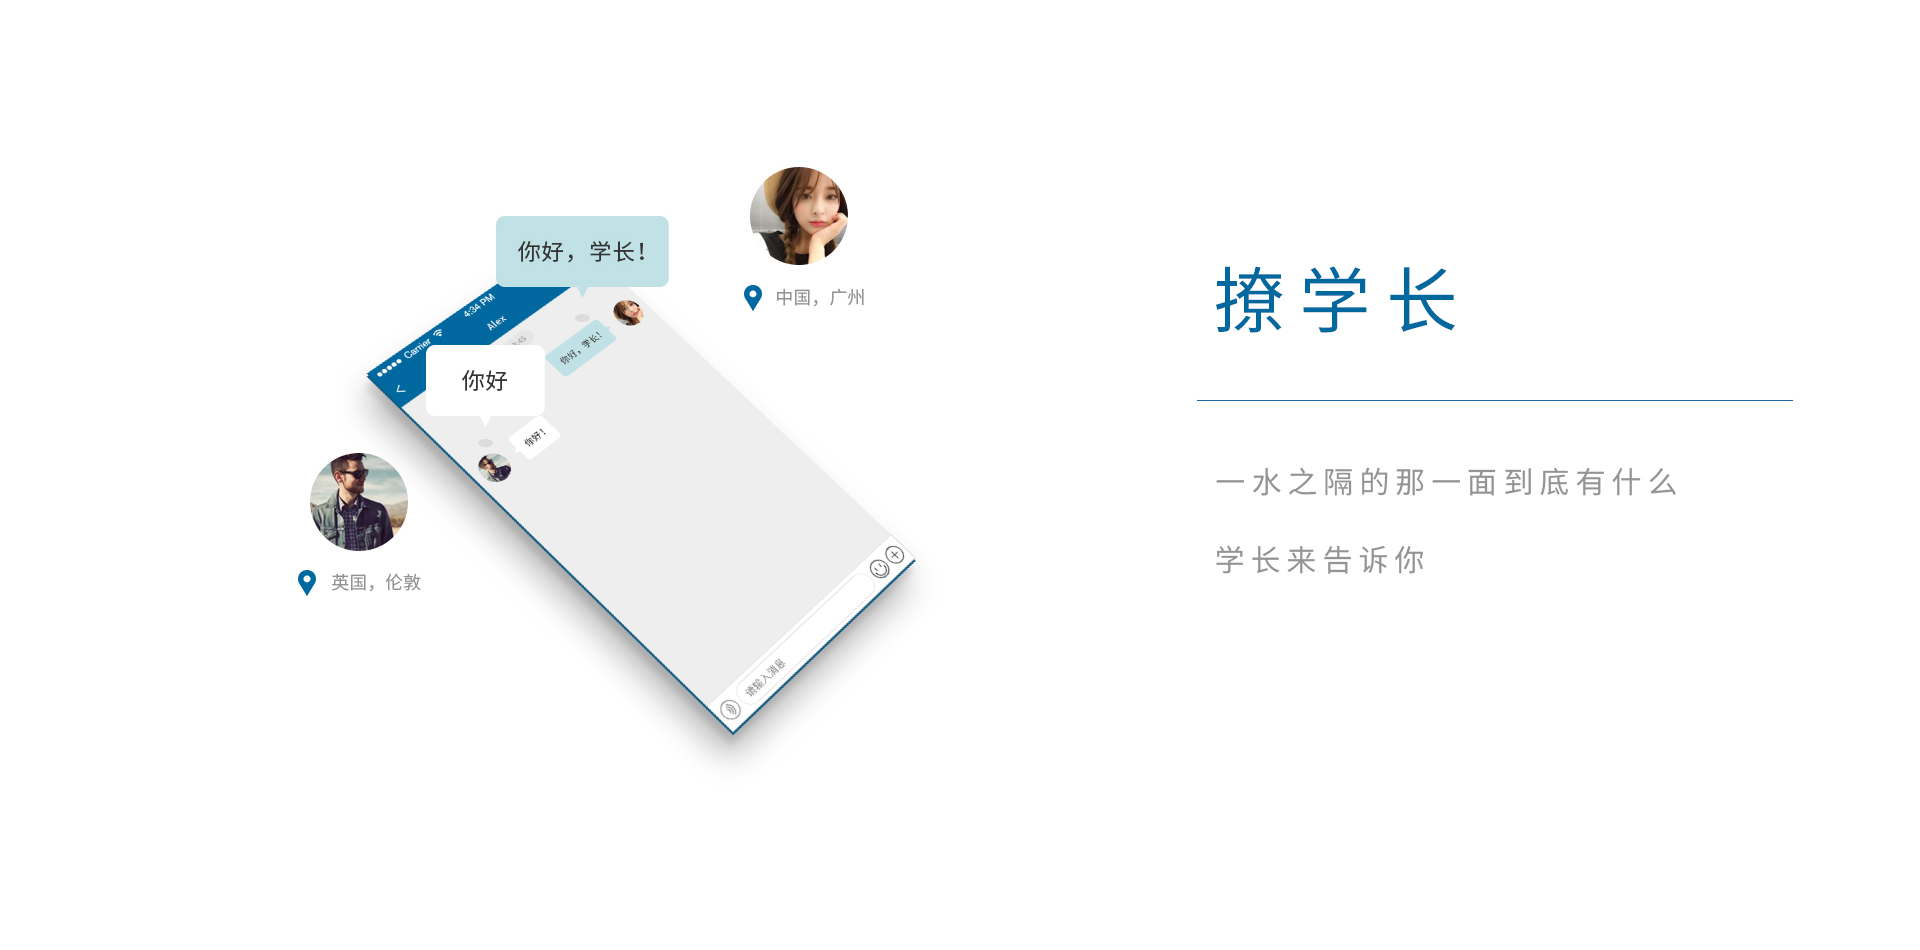 你好，学长！
中国，广州
4:34 PM
Carrier
Alex
你好，学长！
你好
你好！
英国，伦敦
请输入消息
撩学长
一水之隔的那一面到底有什么
学长来告诉你